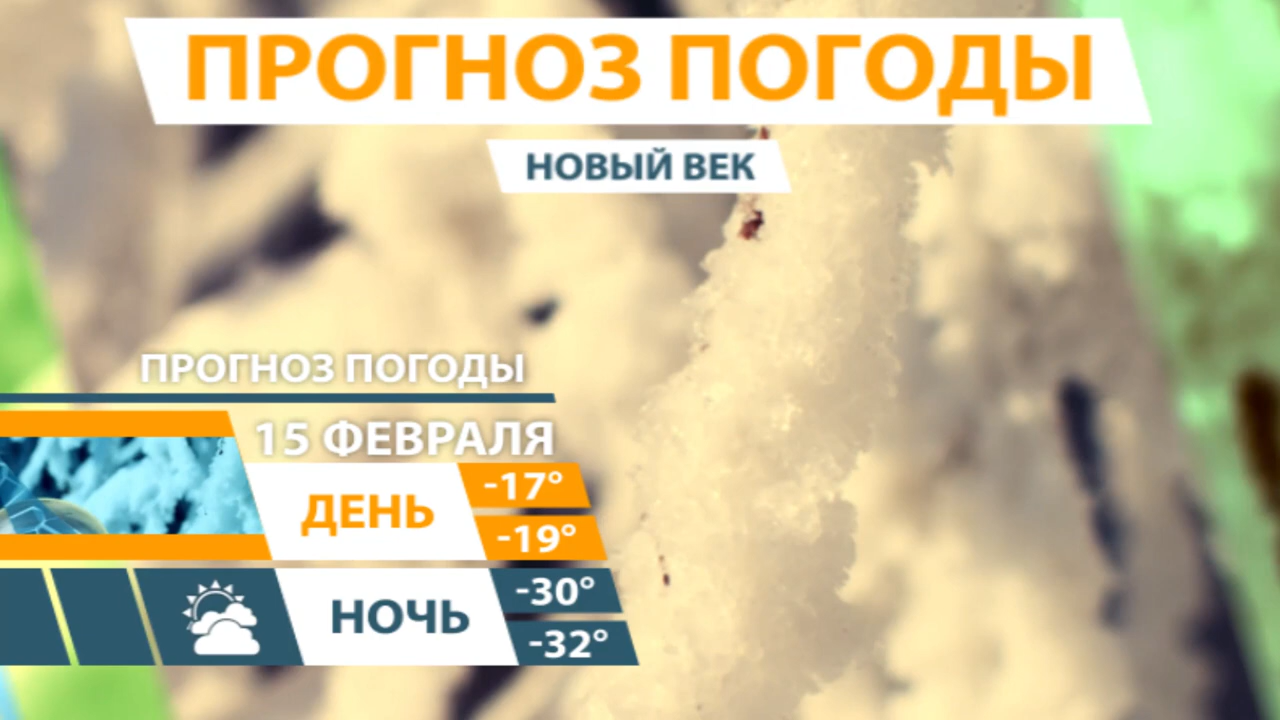 ПРОГНОЗ ПОГОДЫ
НОВЫЙ ВЕК
ПРОГНОЗ ПОГОДЫ
15 ФЕВРАЛЯ
ДЕНЬ
-17°
-19°
НОЧЬ
-30°
-32°